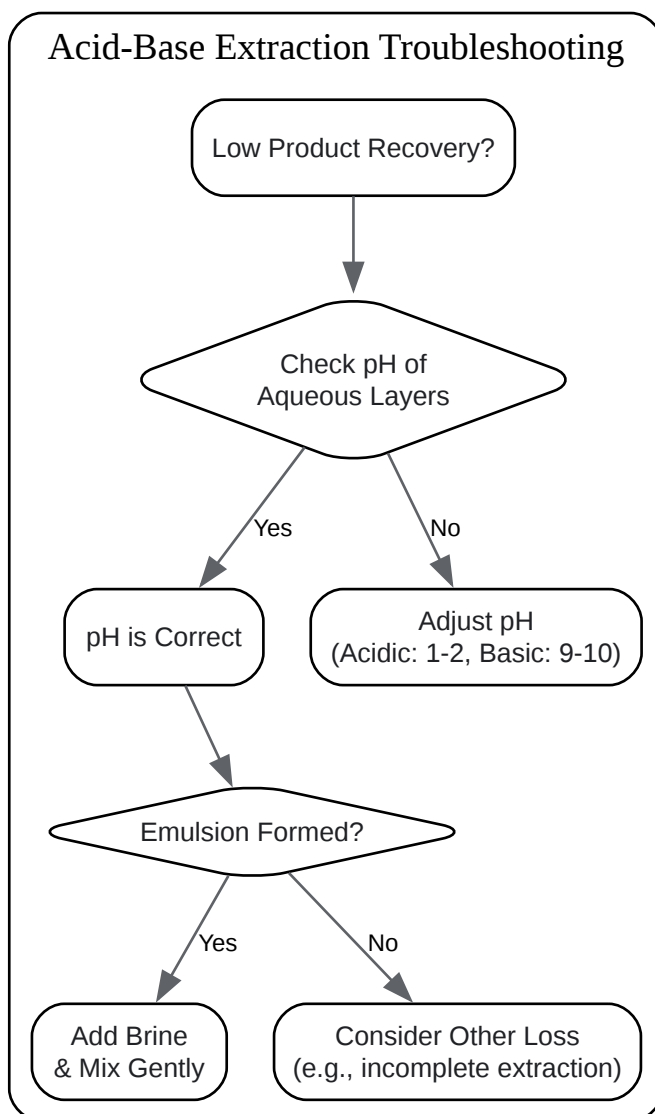 Acid-Base Extraction Troubleshooting
Low Product Recovery?
Check pH of
Aqueous Layers
Yes
No
pH is Correct
Adjust pH
(Acidic: 1-2, Basic: 9-10)
Emulsion Formed?
Yes
No
Add Brine
& Mix Gently
Consider Other Loss
(e.g., incomplete extraction)